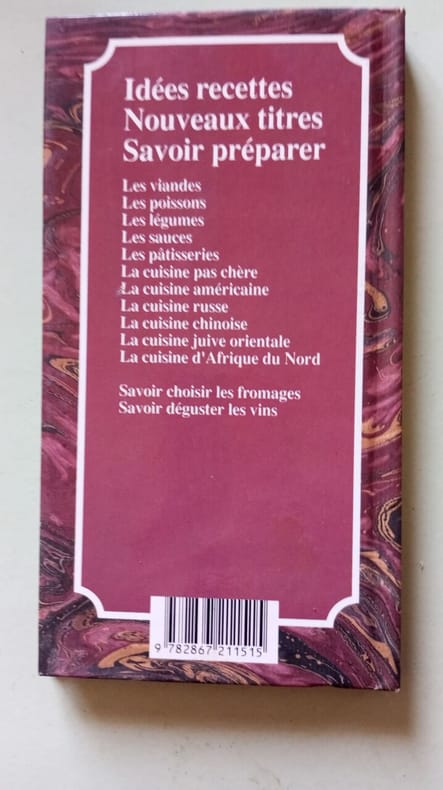 Idées recettes
Nouveaux titres
Savoir préparer
Les viandes
Les poissons
Les légumes
Les sauces
Les pâtisseries
La cuisine pas chère
La cuisine américaine
La cuisine russe
La cuisine chinoise
La cuisine juive orientale
La cuisine d'Afrique du Nord
Savoir choisir les fromages
Savoir déguster les vins
9 782867 211515